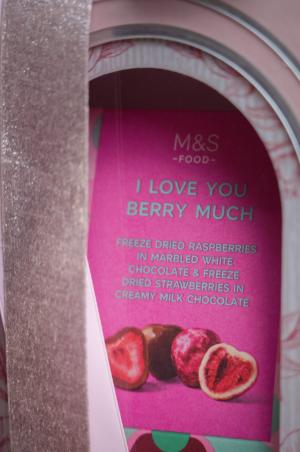 M&S
-FOOD-
I LOVE YOU
BERRY MUCH
FREEZE DRIED RASPBERRIES
IN MARBLED WHITE
CHOCOLATE & FREEZE
DRIED STRAWBERRIES IN
CREAMY MILK CHOCOLATE